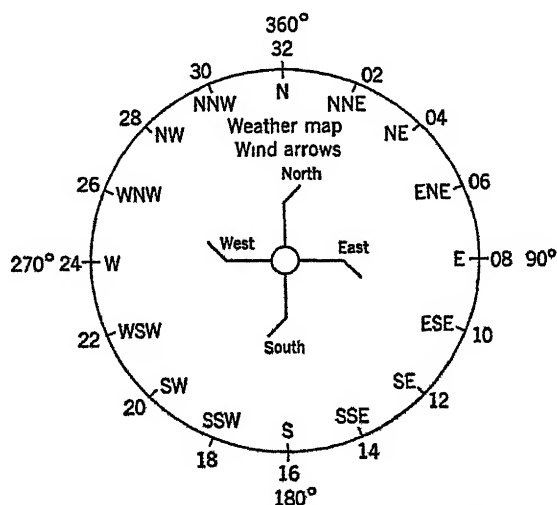 360°
32
30 02
N
NNW NNE
28 04
NW NE
Weather map
Wind arrows
North
26 06
WNW ENE
West East
270° 24 W E 08 90°
22 WSW ESE 10
South
SW SE
20 12
SSW S SSE
18 16 14
180°